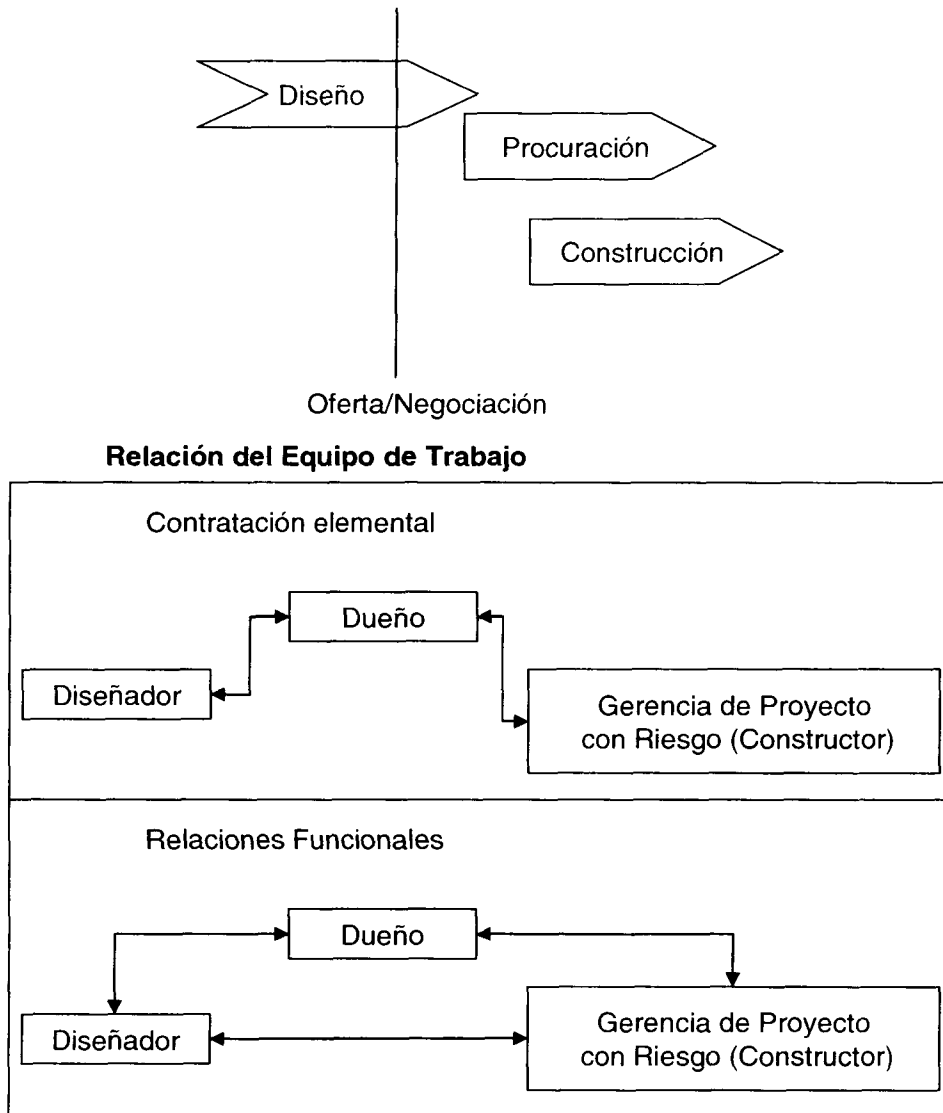 Diseño
Procuración
Construcción
Oferta/Negociación
Relación del Equipo de Trabajo
Contratación elemental
Dueño
Diseñador
Gerencia de Proyecto
con Riesgo (Constructor)
Relaciones Funcionales
Dueño
Diseñador
Gerencia de Proyecto
con Riesgo (Constructor)